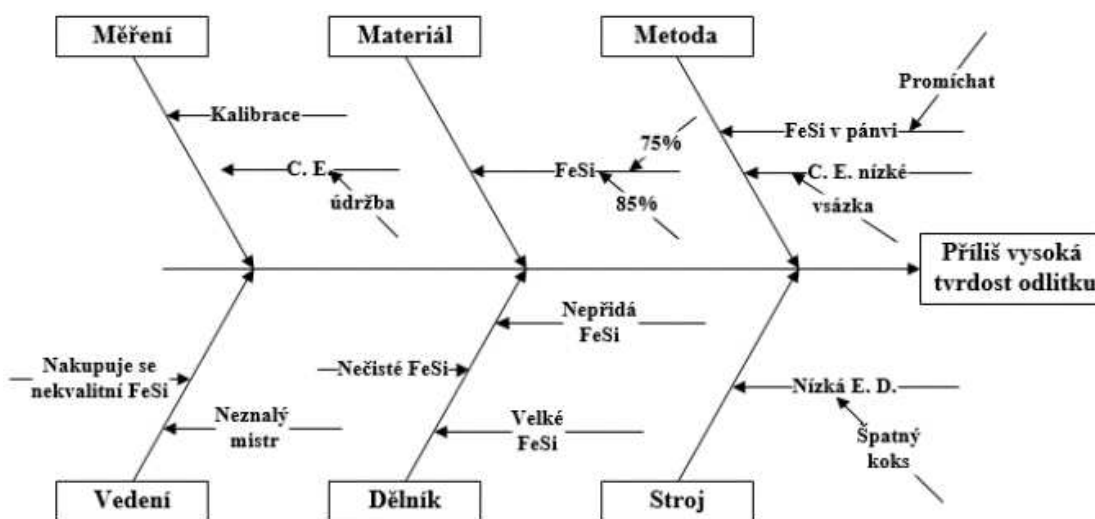 Měření
Materiál
Metoda
Promíchat
Kalibrace
FeSi v pánvi
75%
C. E.
FeSi
C. E. nízké
údržba
85%
vsázka
Příliš vysoká
tvrdost odlitku
Nepřidá
FeSi
Nakupuje se
nekvalitní FeSi
Nečisté FeSi
Nízká E. D.
Neznalý
mistr
Velké
FeSi
Špatný
koks
Vedení
Dělník
Stroj